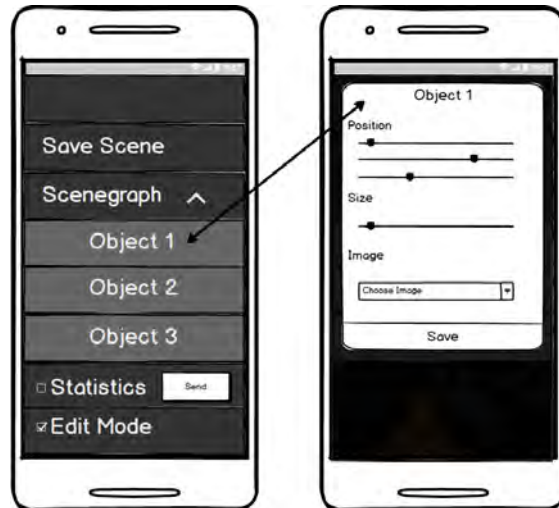 Save Scene
Scenegraph
Object 1
Object 2
Object 3
Statistics Send
Edit Mode
Object 1
Position
Size
Image
Choose Image
Save